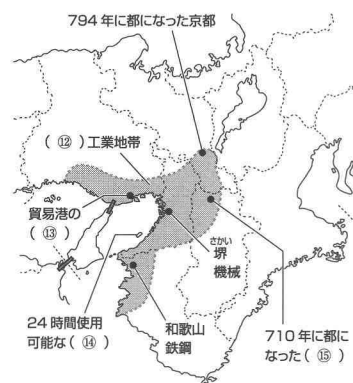 794年に都になった京都
（⑫）工業地帯
貿易港の
（⑬）
さかい
堺
機械
24時間使用
可能な（⑭）
和歌山
鉄鋼
710年に都に
なった（⑮）